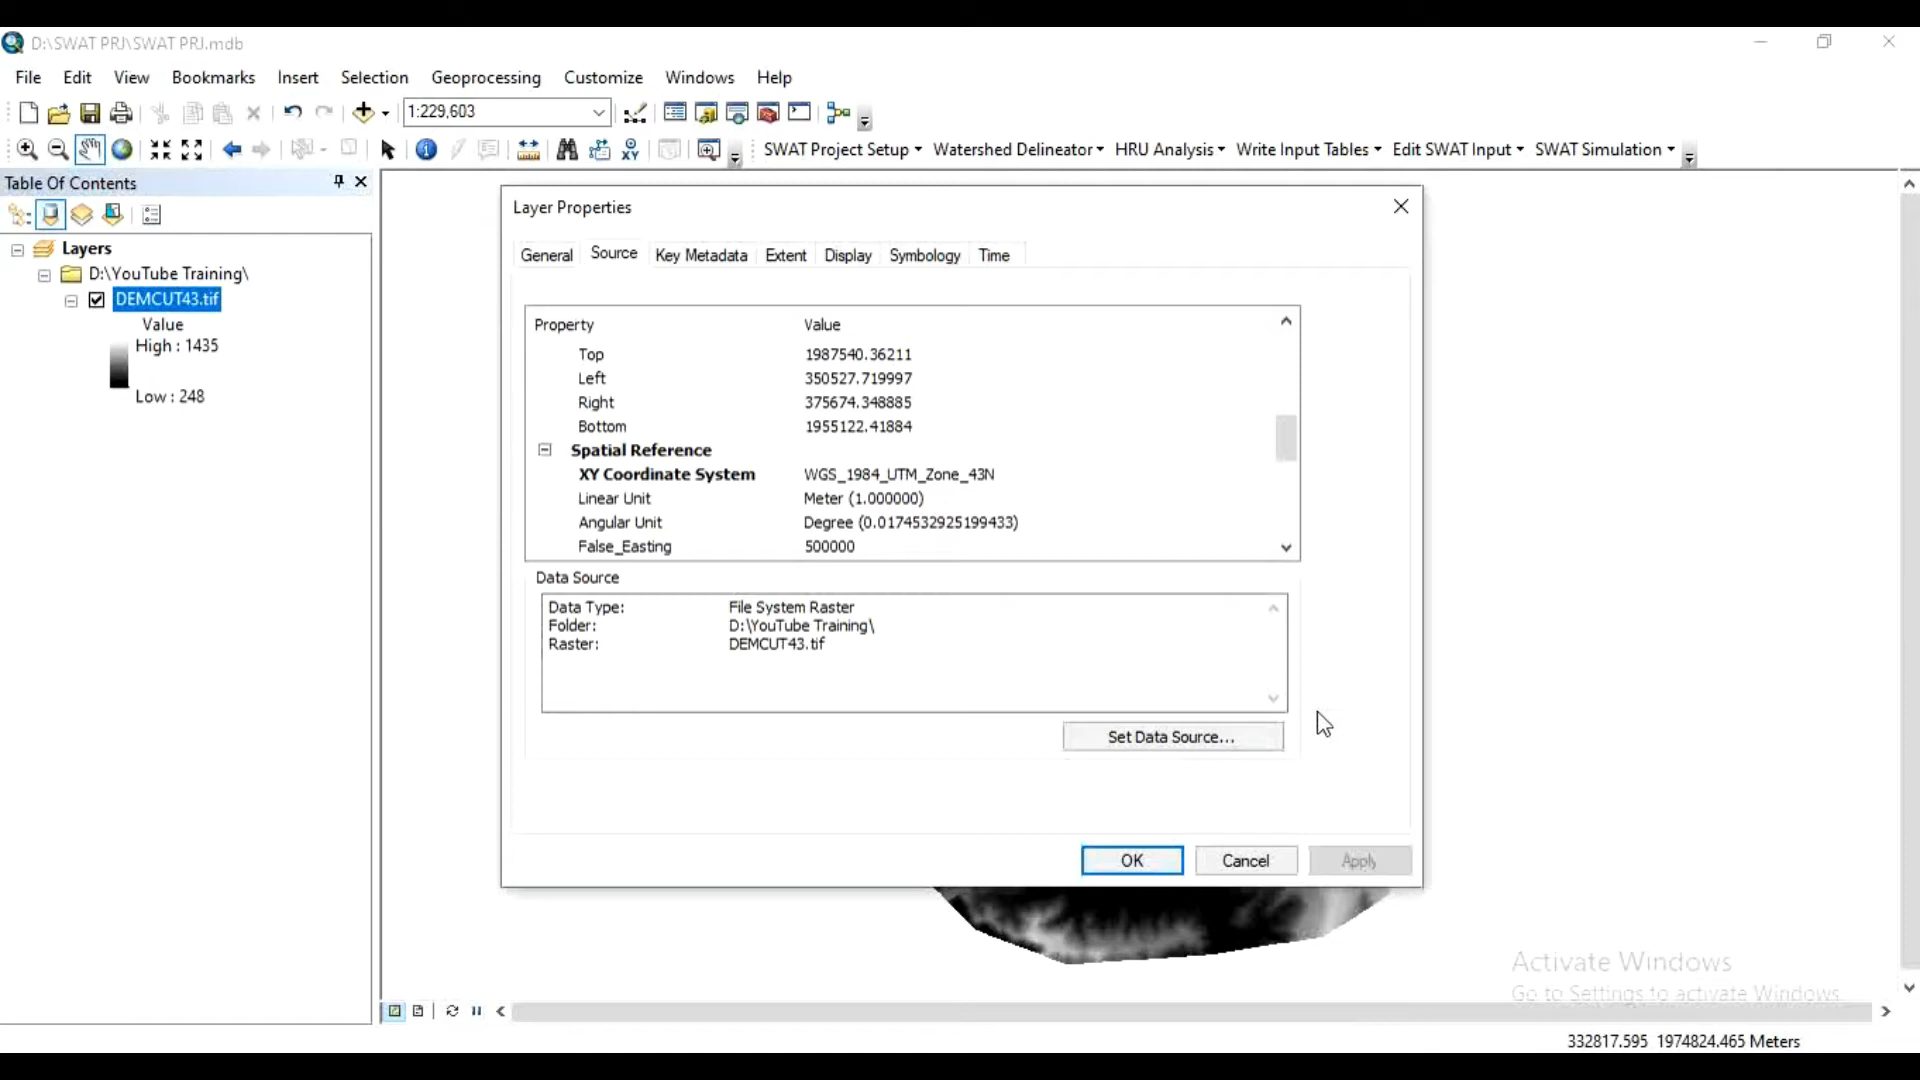 D:\SWAT PRJ\SWAT PRJ.mdb
File Edit View Bookmarks Insert Selection Geoprocessing Customize Windows Help
1:229,603
SWAT Project Setup Watershed Delineator HRU Analysis Write Input Tables Edit SWAT Input SWAT Simulation
Table Of Contents
Layers
D:\YouTube Training\
DEMCUT43.tif
Value
High : 1435
Low : 248
Layer Properties
General Source Key Metadata Extent Display Symbology Time
Property Value
Top 1987540.36211
Left 350527.719997
Right 375674.348885
Bottom 1955122.41884
Spatial Reference
XY Coordinate System WGS_1984_UTM_Zone_43N
Linear Unit Meter (1.000000)
Angular Unit Degree (0.0174532925199433)
False_Easting 500000
Data Source
Data Type: File System Raster
Folder: D:\YouTube Training\
Raster: DEMCUT43.tif
Set Data Source...
OK Cancel Apply
Activate Windows
Go to Settings to activate Windows.
332817.595 1974824.465 Meters